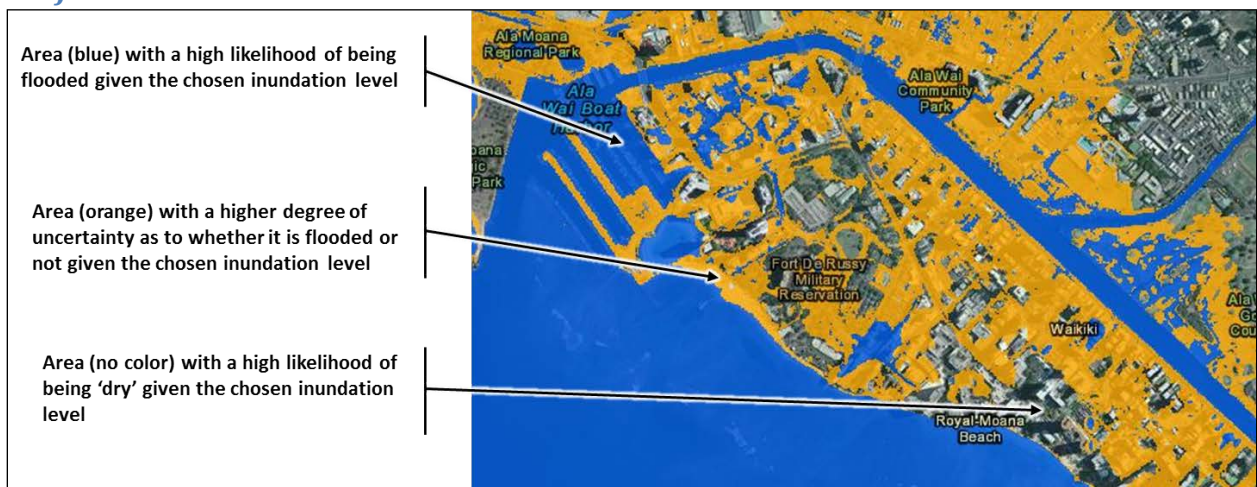 Area (blue) with a high likelihood of being
flooded given the chosen inundation level
Area (orange) with a higher degree of
uncertainty as to whether it is flooded or
not given the chosen inundation level
Area (no color) with a high likelihood of
being ‘dry’ given the chosen inundation
level
Ala Moana
Regional Park
Ala
Wai Boat
Harbor
Ala Wai
Community
Park
Park
Fort De Russy
Military
Reservation
Waikiki
Ala
Royal-Moana
Beach